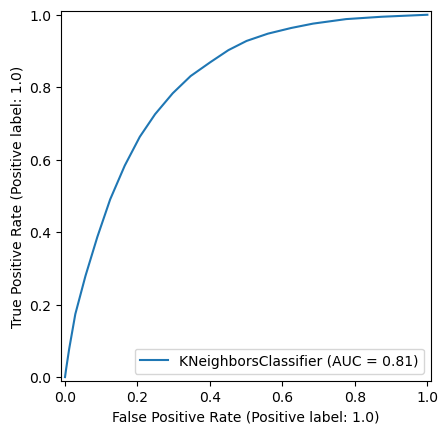 1.0
0.8
0.6
0.4
0.2
0.0
True Positive Rate (Positive label: 1.0)
KNeighborsClassifier (AUC = 0.81)
0.0 0.2 0.4 0.6 0.8 1.0
False Positive Rate (Positive label: 1.0)